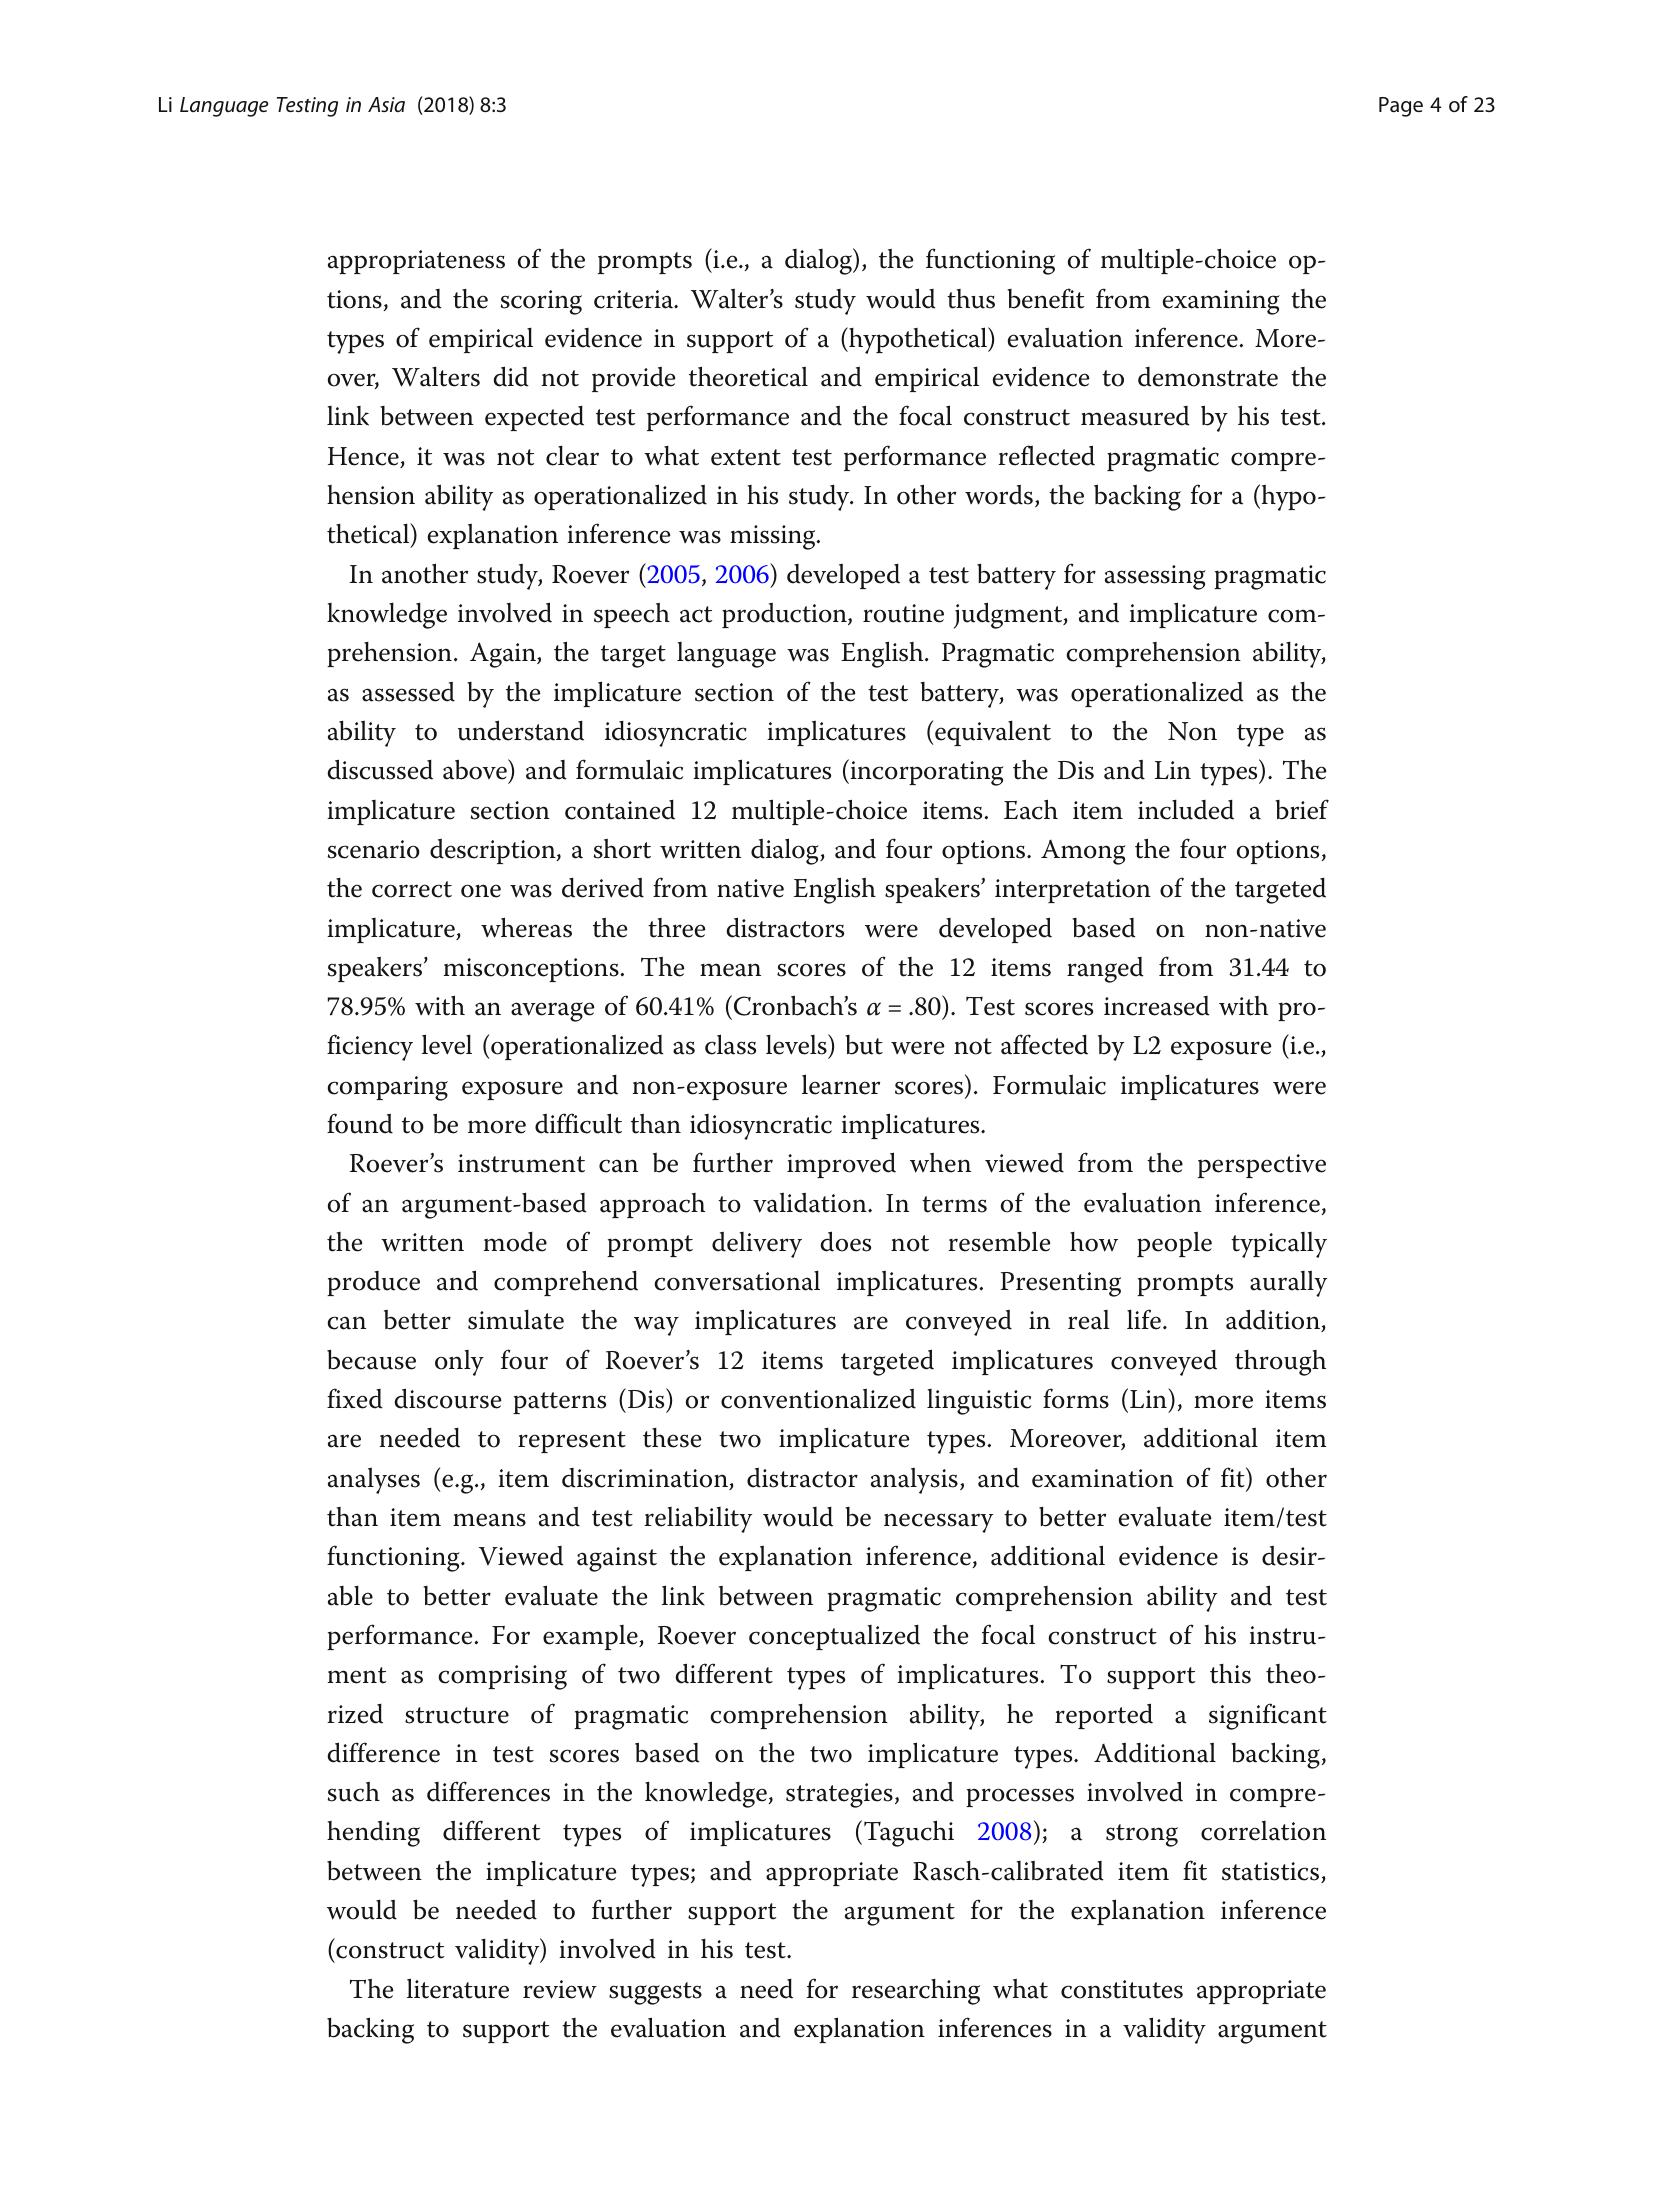 Li Language Testing in Asia (2018) 8:3
Page 4 of 23
appropriateness of the prompts (i.e., a dialog), the functioning of multiple-choice op-
tions, and the scoring criteria. Walter’s study would thus benefit from examining the
types of empirical evidence in support of a (hypothetical) evaluation inference. More-
over, Walters did not provide theoretical and empirical evidence to demonstrate the
link between expected test performance and the focal construct measured by his test.
Hence, it was not clear to what extent test performance reflected pragmatic compre-
hension ability as operationalized in his study. In other words, the backing for a (hypo-
thetical) explanation inference was missing.
In another study, Roever (2005, 2006) developed a test battery for assessing pragmatic
knowledge involved in speech act production, routine judgment, and implicature com-
prehension. Again, the target language was English. Pragmatic comprehension ability,
as assessed by the implicature section of the test battery, was operationalized as the
ability to understand idiosyncratic implicatures (equivalent to the Non type as
discussed above) and formulaic implicatures (incorporating the Dis and Lin types). The
implicature section contained 12 multiple-choice items. Each item included a brief
scenario description, a short written dialog, and four options. Among the four options,
the correct one was derived from native English speakers’ interpretation of the targeted
implicature, whereas the three distractors were developed based on non-native
speakers’ misconceptions. The mean scores of the 12 items ranged from 31.44 to
78.95% with an average of 60.41% (Cronbach’s α = .80). Test scores increased with pro-
ficiency level (operationalized as class levels) but were not affected by L2 exposure (i.e.,
comparing exposure and non-exposure learner scores). Formulaic implicatures were
found to be more difficult than idiosyncratic implicatures.
Roever’s instrument can be further improved when viewed from the perspective
of an argument-based approach to validation. In terms of the evaluation inference,
the written mode of prompt delivery does not resemble how people typically
produce and comprehend conversational implicatures. Presenting prompts aurally
can better simulate the way implicatures are conveyed in real life. In addition,
because only four of Roever’s 12 items targeted implicatures conveyed through
fixed discourse patterns (Dis) or conventionalized linguistic forms (Lin), more items
are needed to represent these two implicature types. Moreover, additional item
analyses (e.g., item discrimination, distractor analysis, and examination of fit) other
than item means and test reliability would be necessary to better evaluate item/test
functioning. Viewed against the explanation inference, additional evidence is desir-
able to better evaluate the link between pragmatic comprehension ability and test
performance. For example, Roever conceptualized the focal construct of his instru-
ment as comprising of two different types of implicatures. To support this theo-
rized structure of pragmatic comprehension ability, he reported a significant
difference in test scores based on the two implicature types. Additional backing,
such as differences in the knowledge, strategies, and processes involved in compre-
hending different types of implicatures (Taguchi 2008); a strong correlation
between the implicature types; and appropriate Rasch-calibrated item fit statistics,
would be needed to further support the argument for the explanation inference
(construct validity) involved in his test.
The literature review suggests a need for researching what constitutes appropriate
backing to support the evaluation and explanation inferences in a validity argument